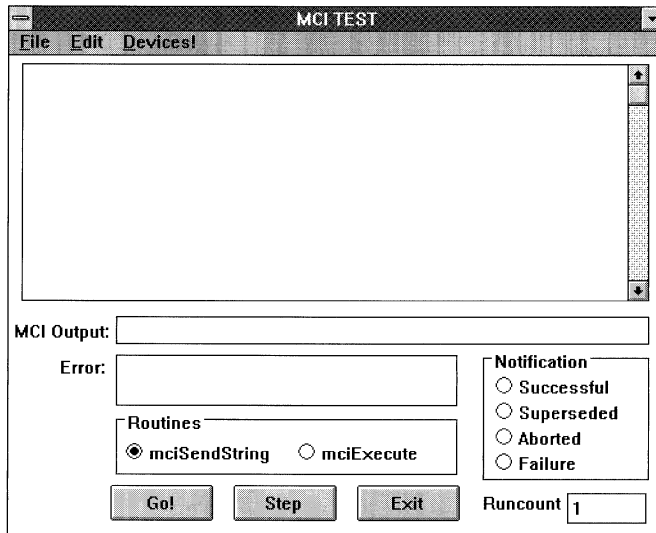 MCI TEST
File Edit Devices!
MCI Output:
Error:
Notification
Successful
Superseded
Aborted
Failure
Routines
mciSendString mciExecute
Go! Step Exit
Runcount 1